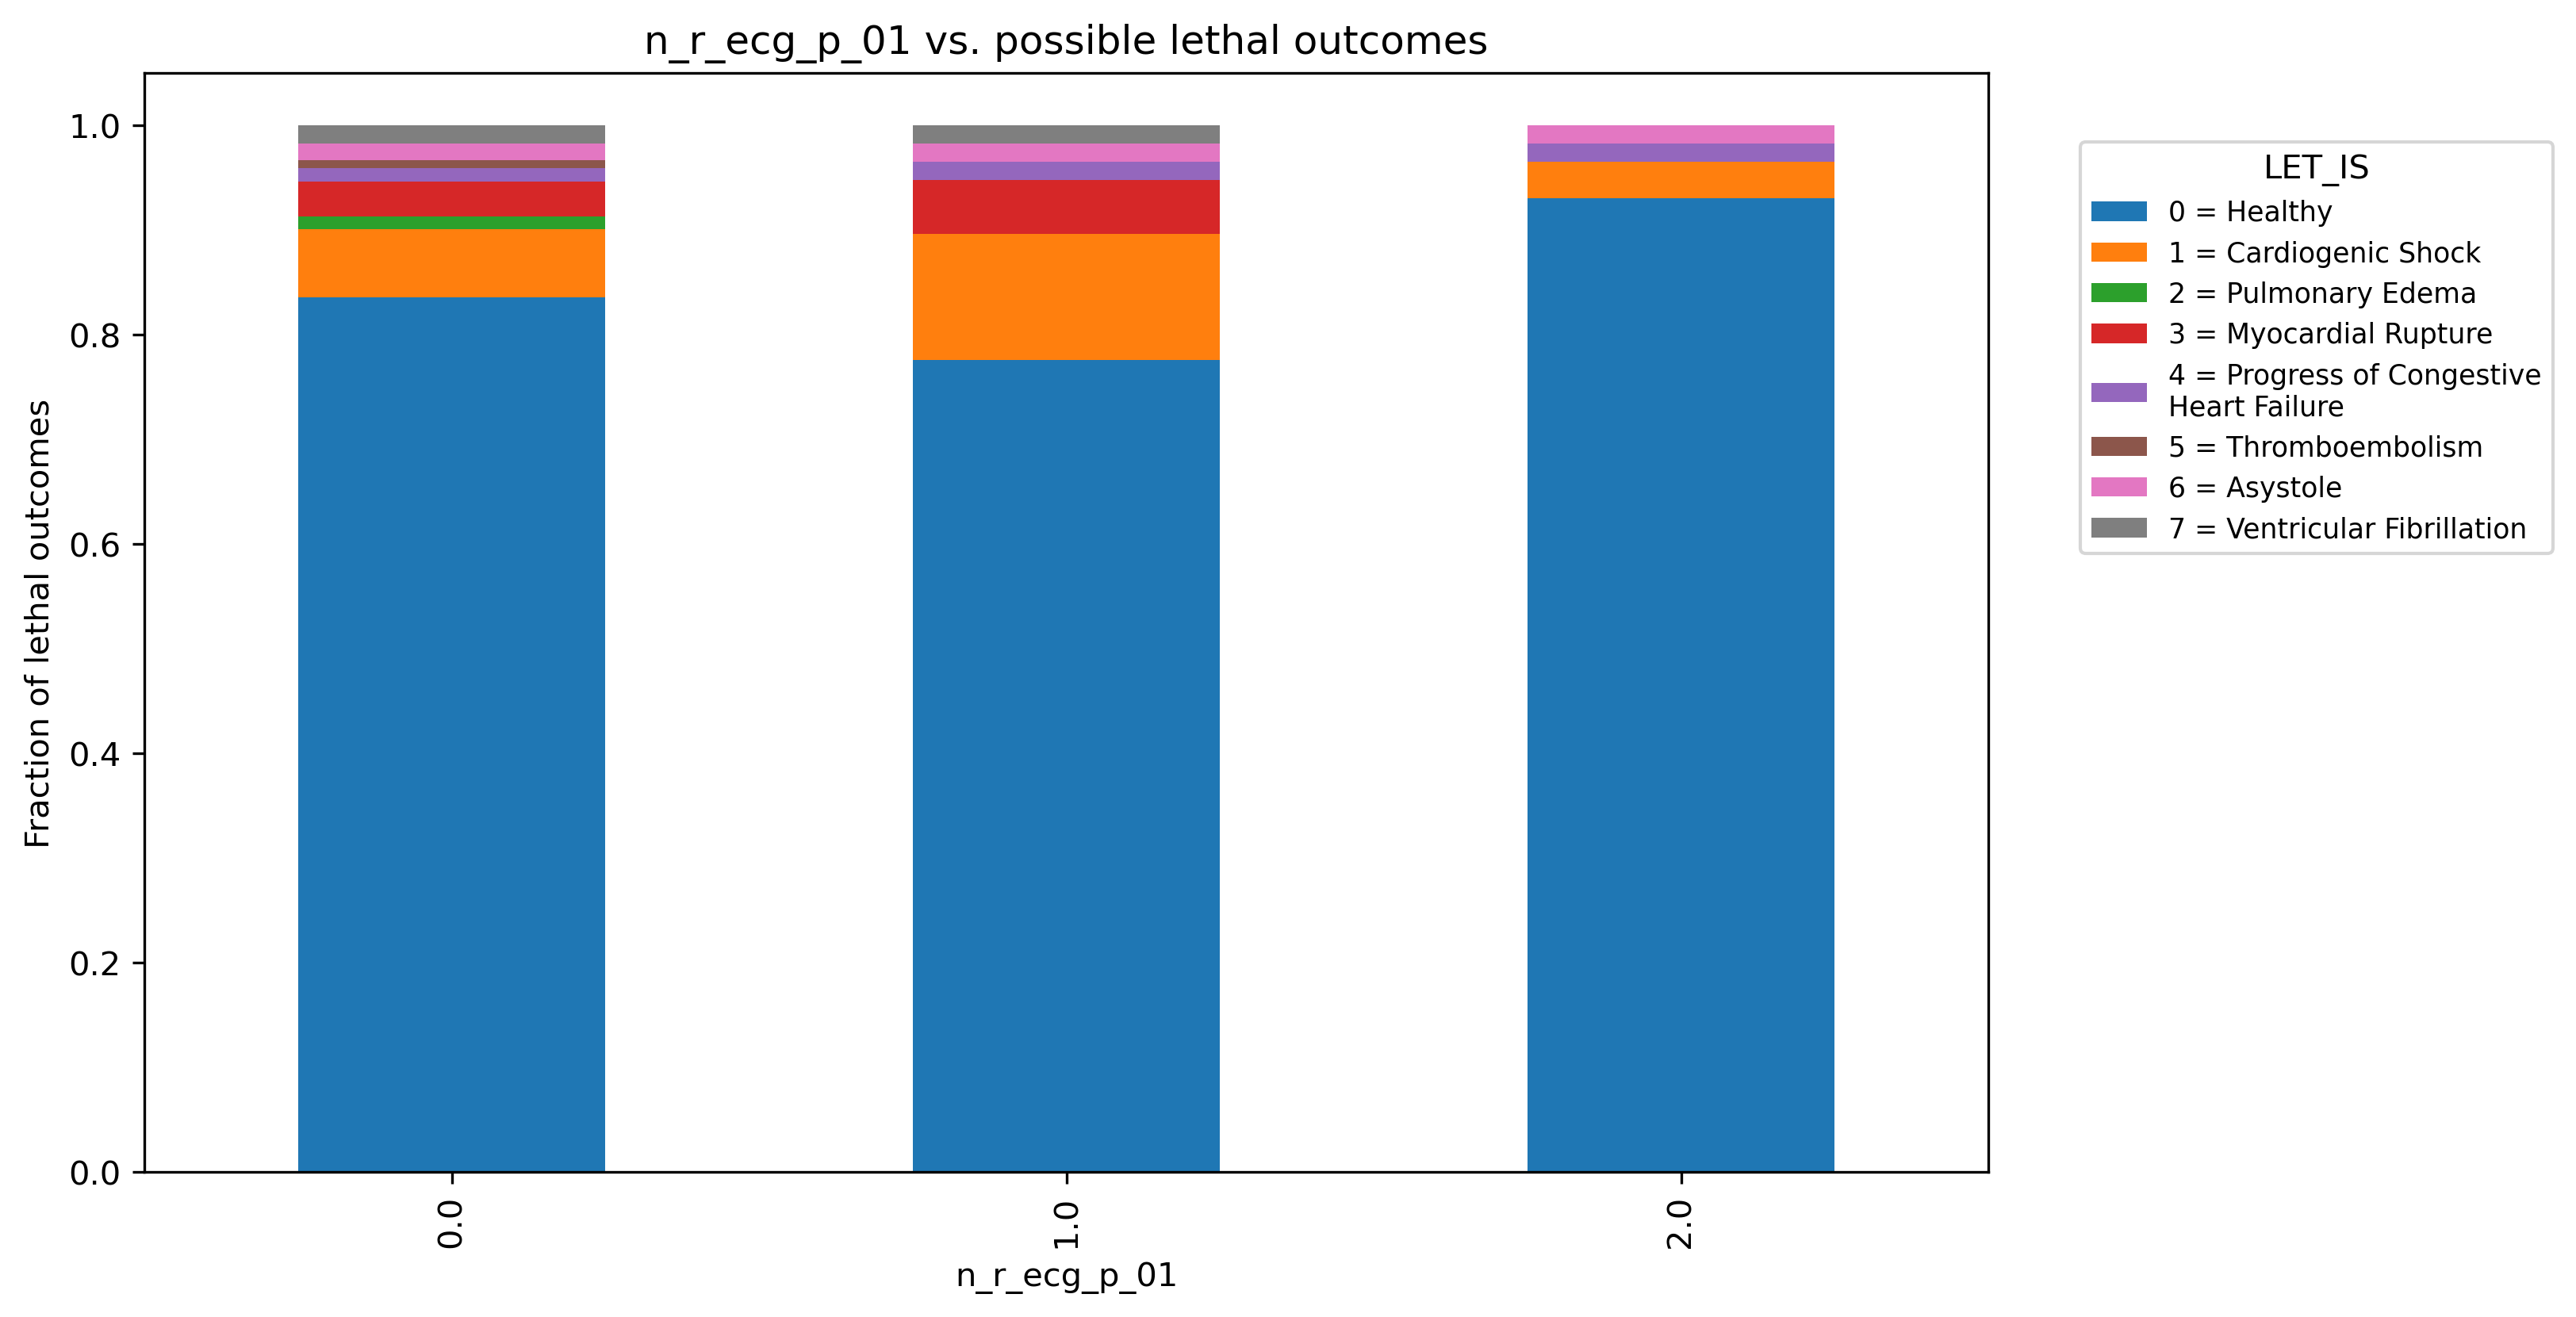 n_r_ecg_p_01 vs. possible lethal outcomes
Fraction of lethal outcomes
1.0
0.8
0.6
0.4
0.2
0.0
0.0
1.0
2.0
n_r_ecg_p_01
LET_IS
0 = Healthy
1 = Cardiogenic Shock
2 = Pulmonary Edema
3 = Myocardial Rupture
4 = Progress of Congestive
Heart Failure
5 = Thromboembolism
6 = Asystole
7 = Ventricular Fibrillation